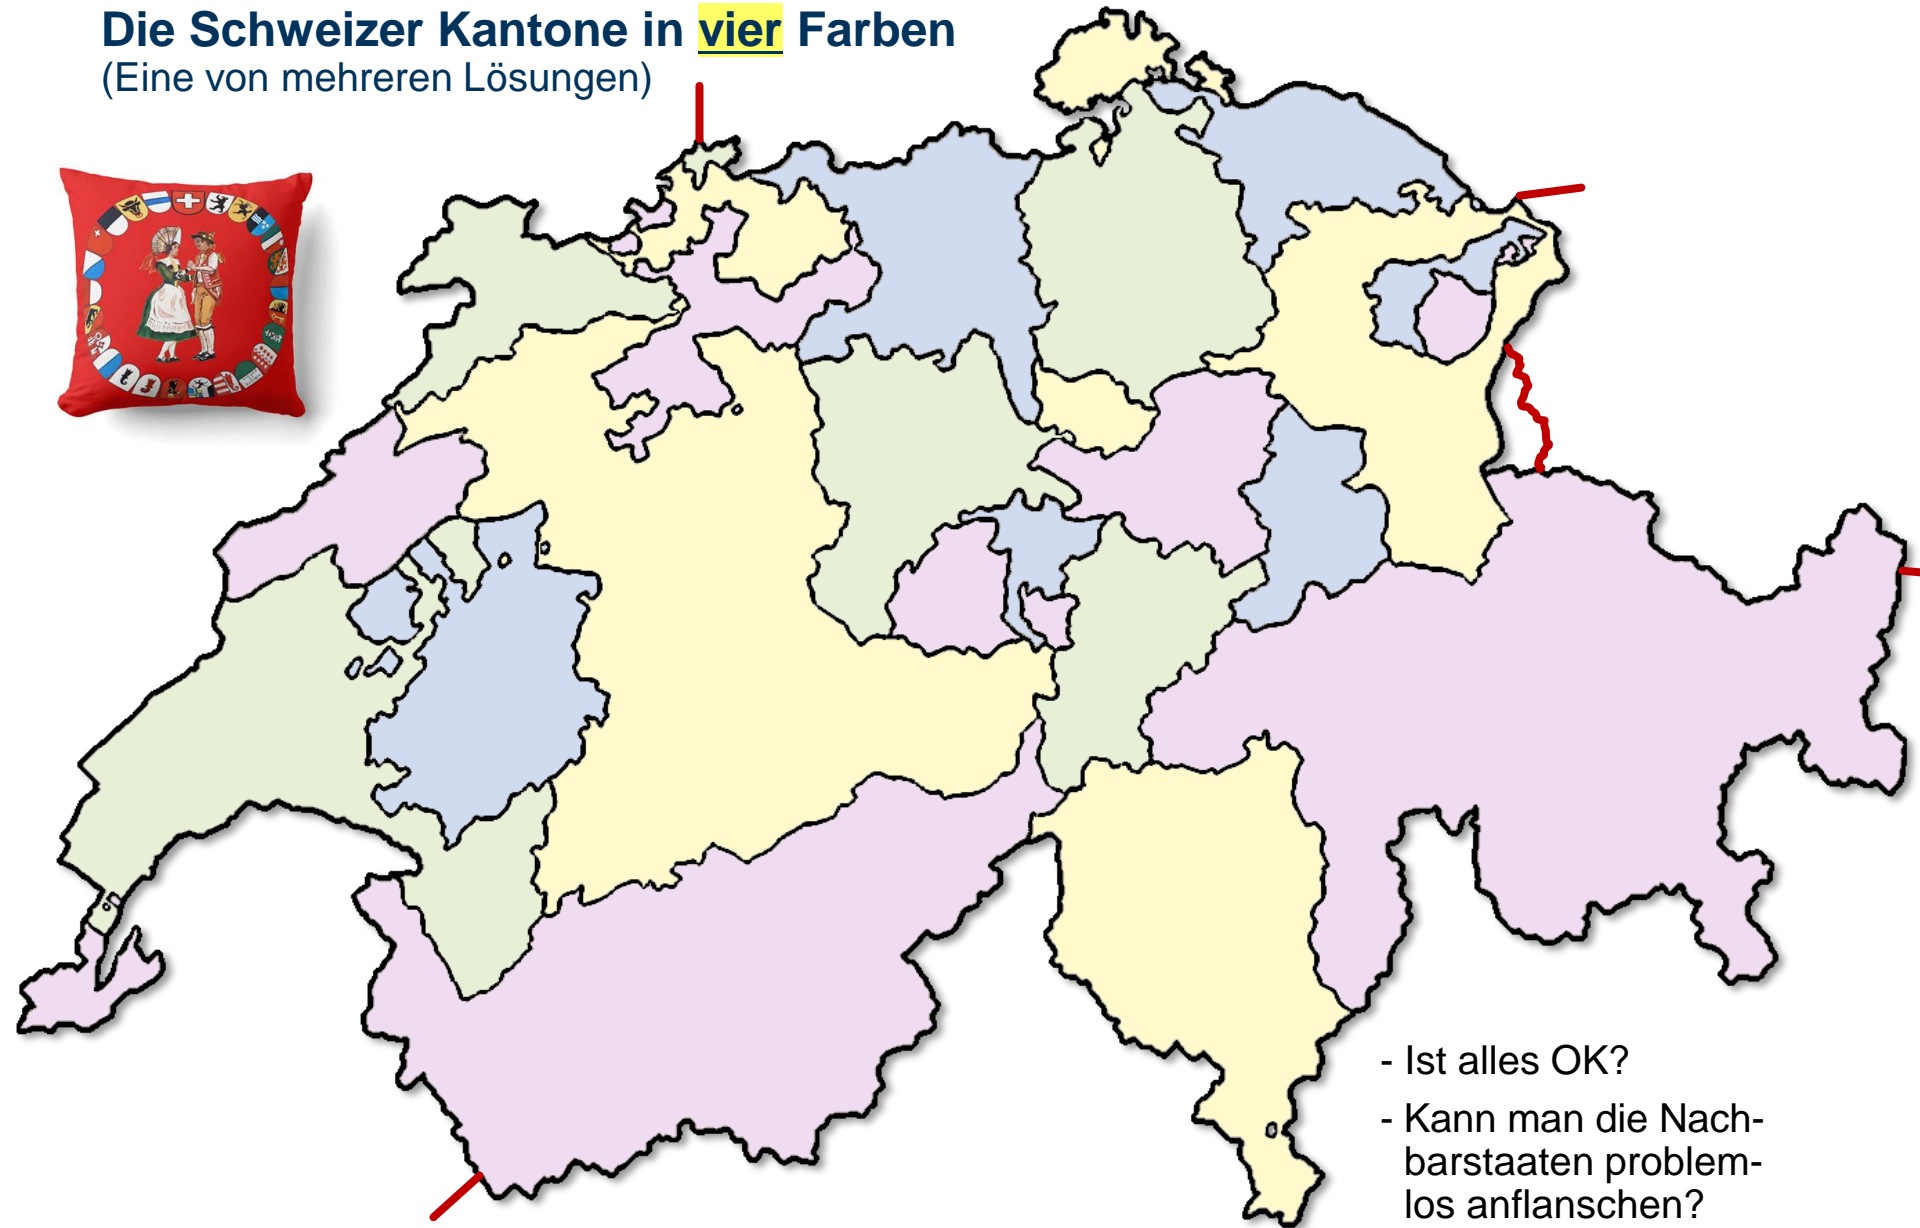 Die Schweizer Kantone in vier Farben
(Eine von mehreren Lösungen)
- Ist alles OK?
- Kann man die Nach-
barstaaten problem-
los anflanschen?